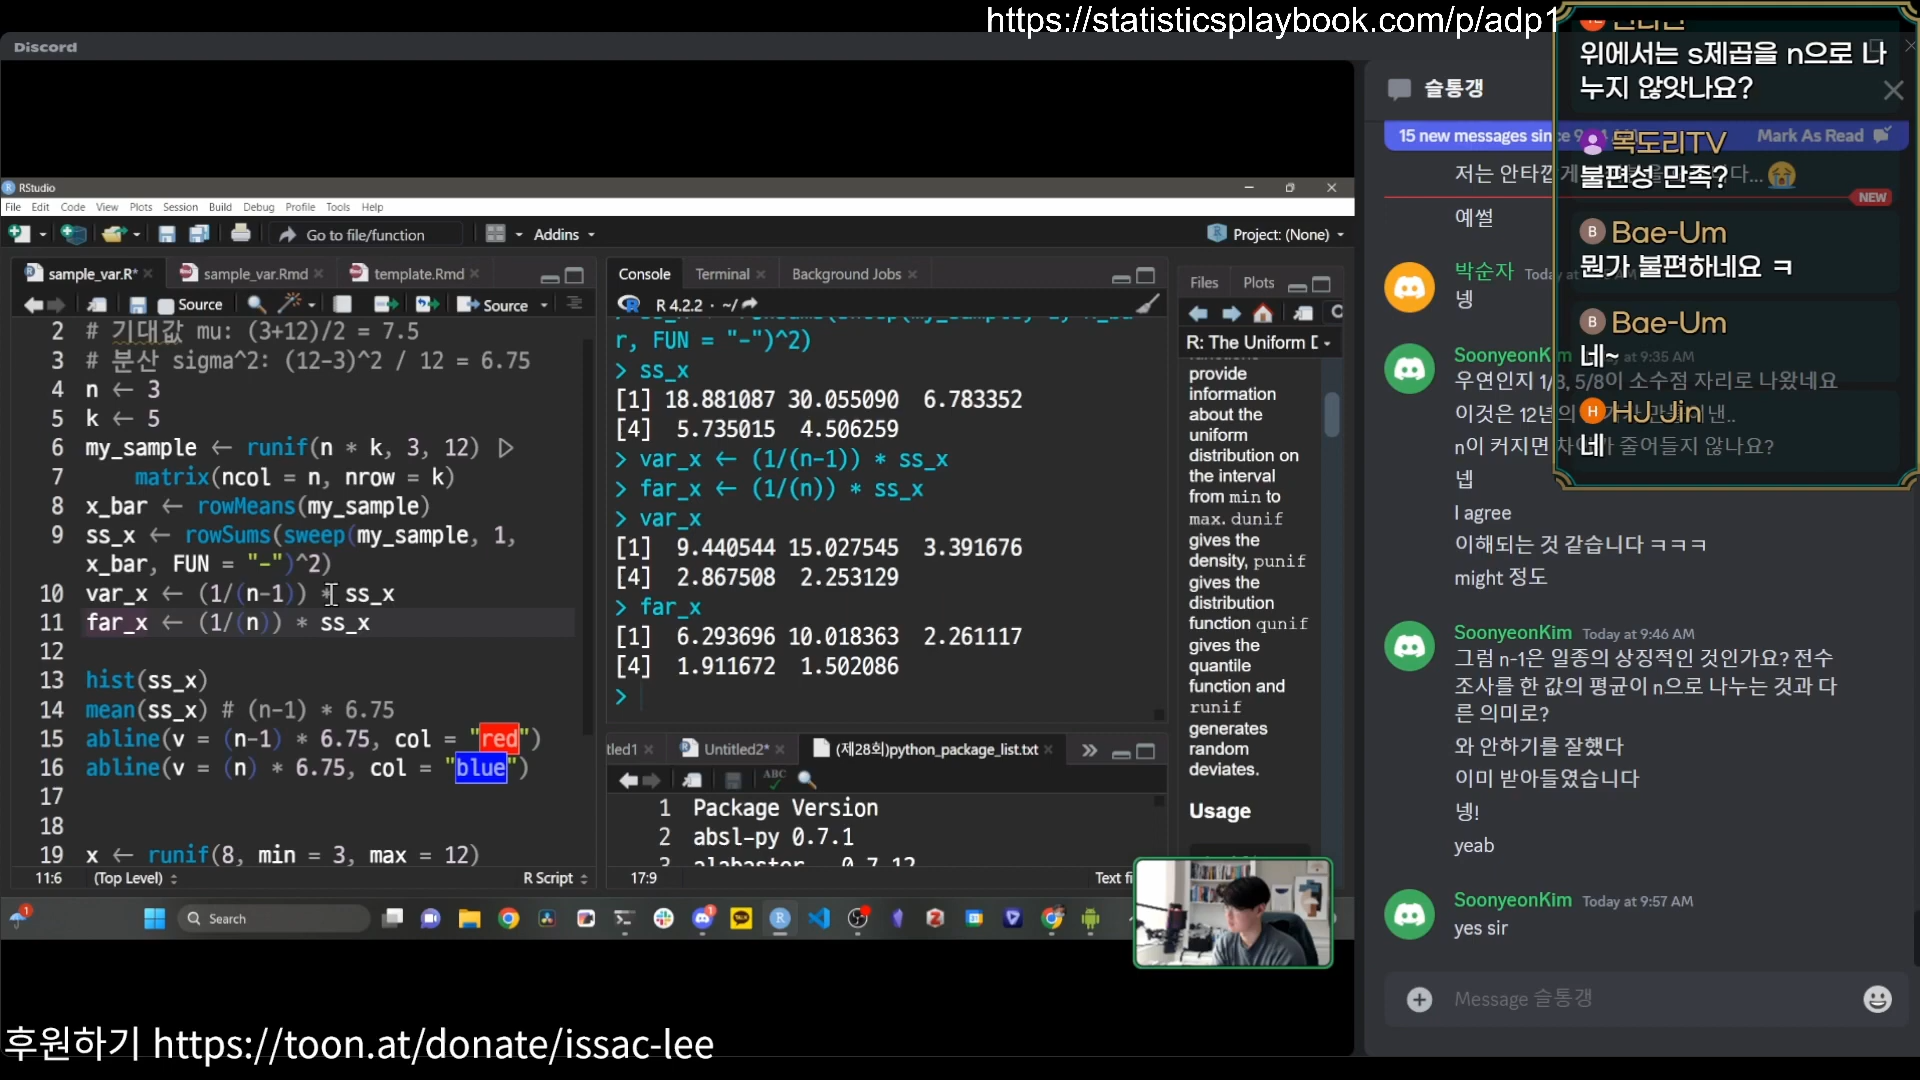 https://statisticsplaybook.com/p/adp1
Discord
RStudio
File Edit Code View Plots Session Build Debug Profile Tools Help
Go to file/function
Addins
Project: (None)
sample_var.R*
sample_var.Rmd
template.Rmd
Source
Source
2 # 기대값 mu: (3+12)/2 = 7.5
3 # 분산 sigma^2: (12-3)^2 / 12 = 6.75
4 n ← 3
5 k ← 5
6 my_sample ← runif(n * k, 3, 12) ▷
7 matrix(ncol = n, nrow = k)
8 x_bar ← rowMeans(my_sample)
9 ss_x ← rowSums(sweep(my_sample, 1,
x_bar, FUN = "-")^2)
10 var_x ← (1/(n-1)) * ss_x
11 far_x ← (1/(n)) * ss_x
12
13 hist(ss_x)
14 mean(ss_x) # (n-1) * 6.75
15 abline(v = (n-1) * 6.75, col = "red")
16 abline(v = (n) * 6.75, col = "blue")
17
18
19 x ← runif(8, min = 3, max = 12)
11:6 (Top Level) R Script
Console Terminal Background Jobs
R 4.2.2 · ~/
r, FUN = "-")^2)
> ss_x
[1] 18.881087 30.055090 6.783352
[4] 5.735015 4.506259
> var_x ← (1/(n-1)) * ss_x
> far_x ← (1/(n)) * ss_x
> var_x
[1] 9.440544 15.027545 3.391676
[4] 2.867508 2.253129
> far_x
[1] 6.293696 10.018363 2.261117
[4] 1.911672 1.502086
>
tled1 Untitled2* (제28회)python_package_list.txt
ABC
1 Package Version
2 absl-py 0.7.1
3 alabaster 0.7.12
17:9 Text fi
Files Plots
R: The Uniform D
functions
provide
information
about the
uniform
distribution on
the interval
from min to
max. dunif
gives the
density, punif
gives the
distribution
function qunif
gives the
quantile
function and
runif
generates
random
deviates.
Usage
Search
슬통갱
15 new messages since 9
Mark As Read
저는 안타깝게
NEW
예썰
박순자 Today at
넹
SoonyeonKim at 9:35 AM
우연인지 1/8, 5/8이 소수점 자리로 나왔네요
이것은 12년의
n이 커지면 차이가 줄어들지 않나요?
넵
I agree
이해되는 것 같습니다 ㅋㅋㅋ
might 정도
SoonyeonKim Today at 9:46 AM
그럼 n-1은 일종의 상징적인 것인가요? 전수
조사를 한 값의 평균이 n으로 나누는 것과 다
른 의미로?
와 안하기를 잘했다
이미 받아들였습니다
넹!
yeab
SoonyeonKim Today at 9:57 AM
yes sir
Message 슬통갱
위에서는 s제곱을 n으로 나
누지 않앗나요?
목도리TV
불편성 만족?
B Bae-Um
뭔가 불편하네요 ㅋ
B Bae-Um
네~
H HJ Jin
네
후원하기 https://toon.at/donate/issac-lee